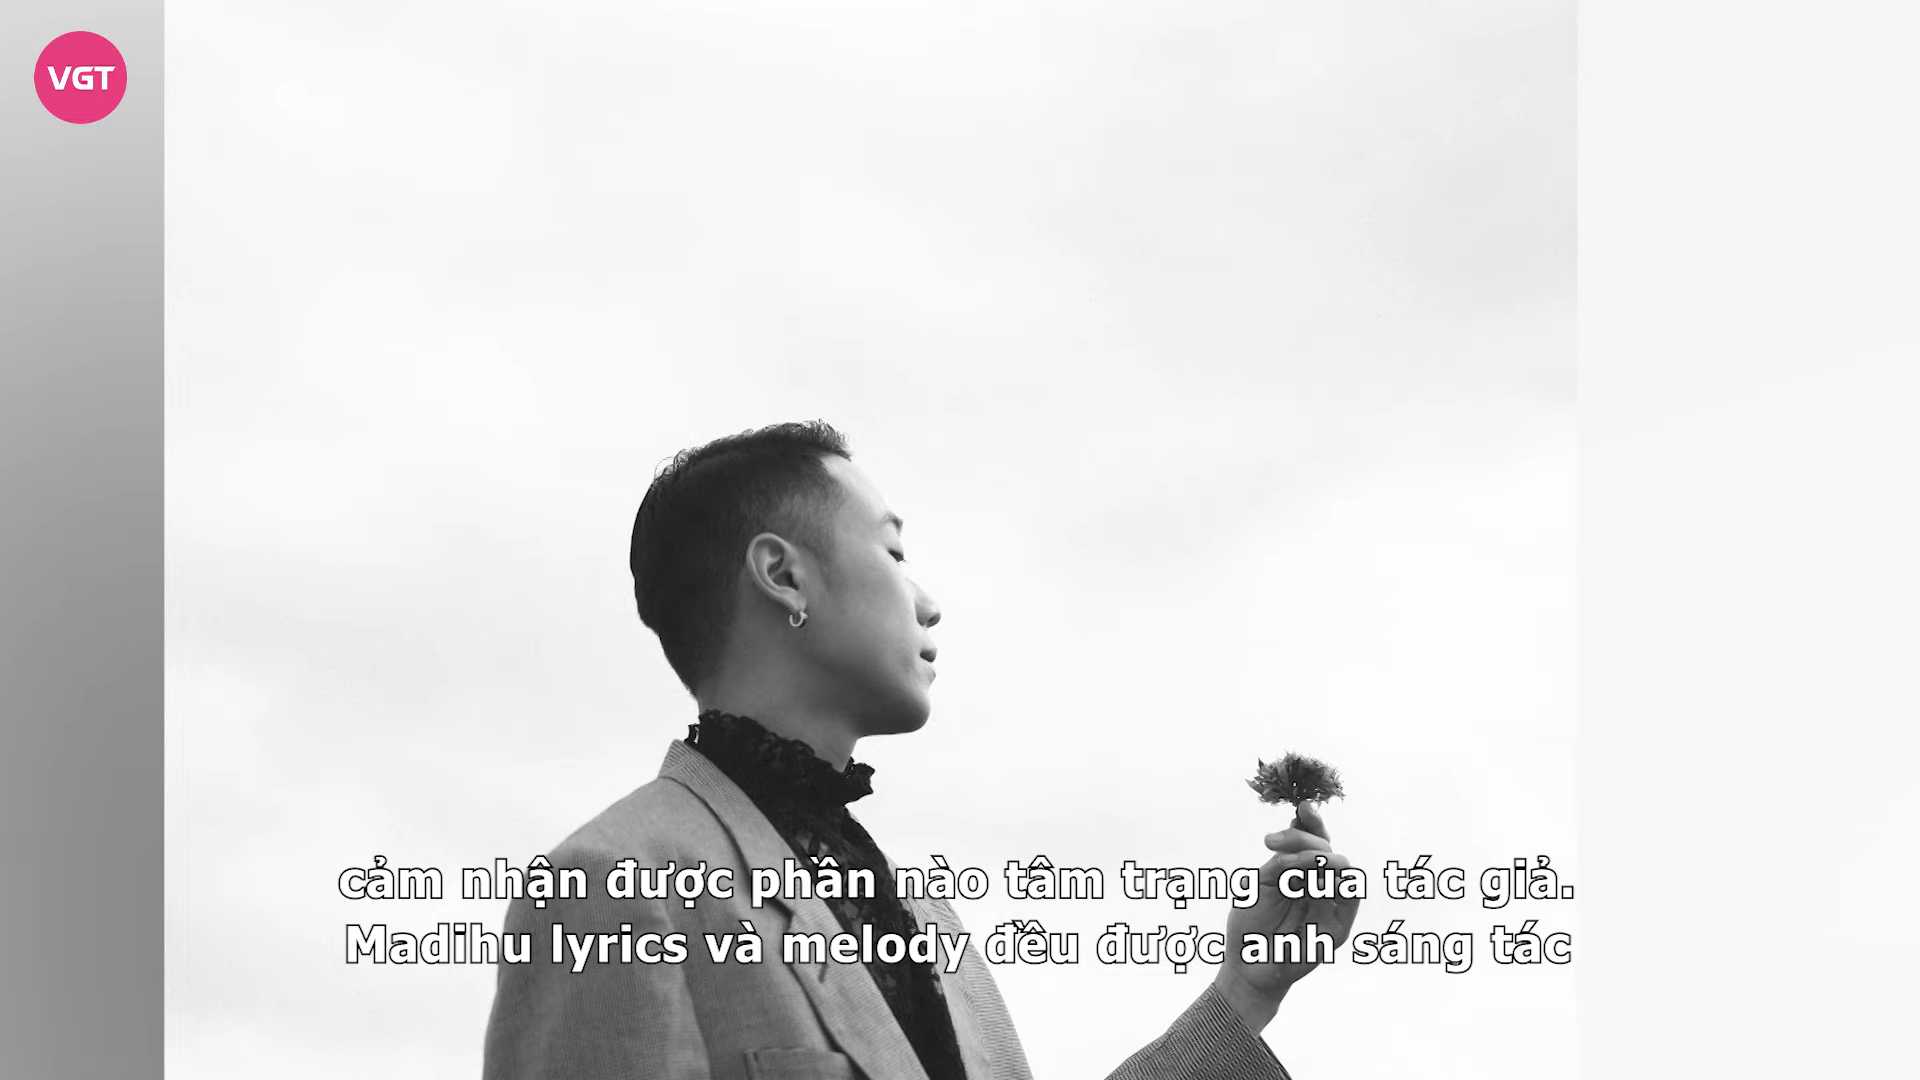 VGT
cảm nhận được phần nào tâm trạng của tác giả.
Madihu lyrics và melody đều được anh sáng tác